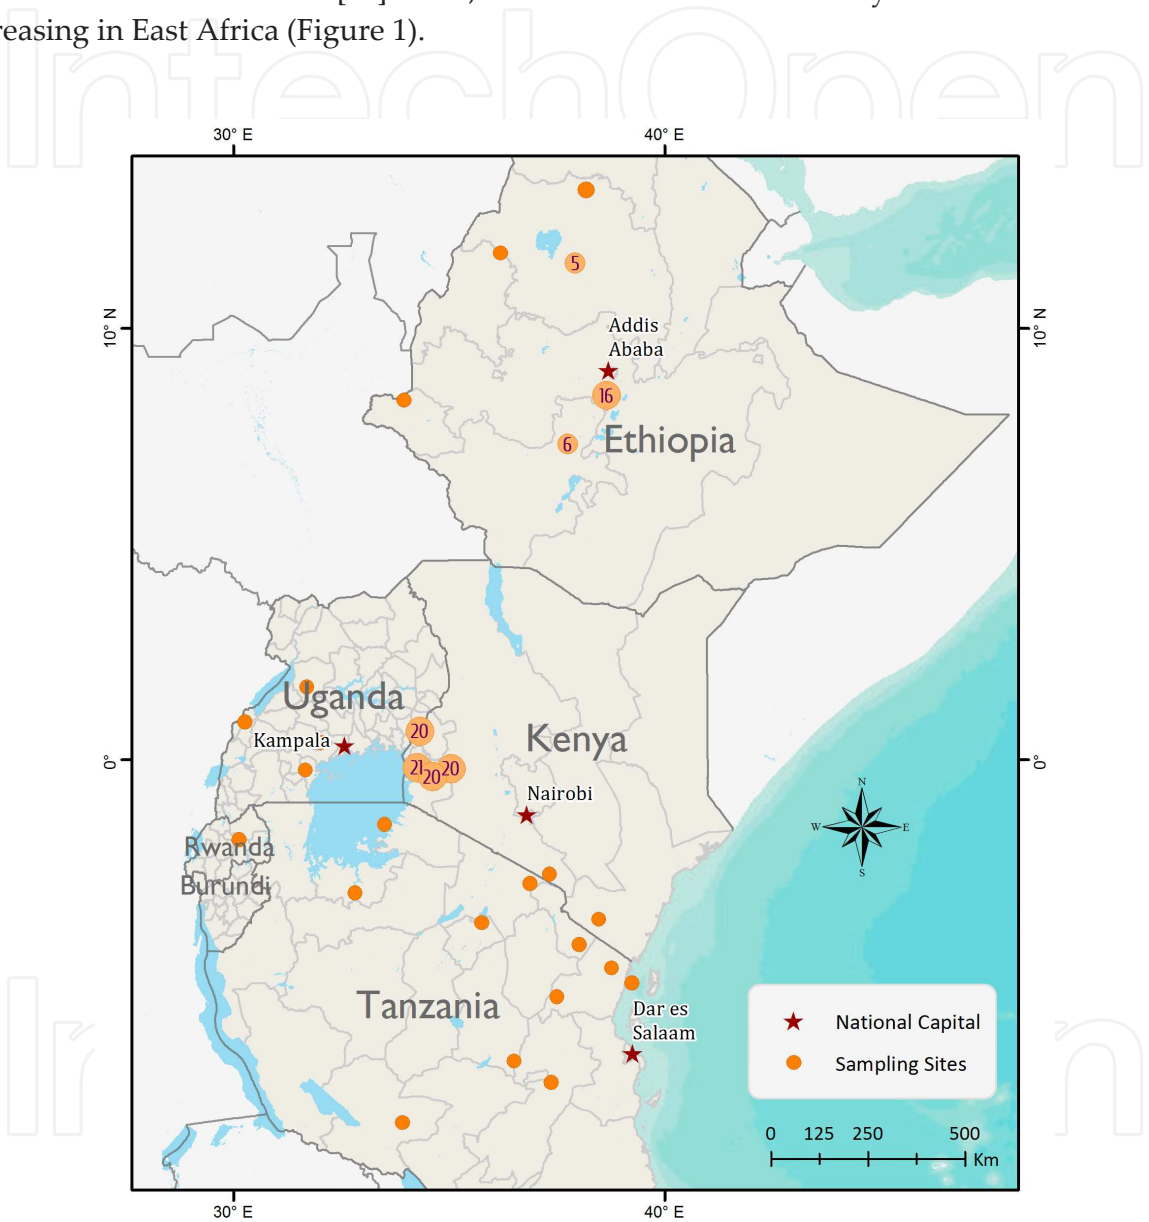 reasing in East Africa (Figure 1).
IntechOpen
30° E
40° E
10° N
10° N
5
Addis
Ababa
16
6
Ethiopia
Uganda
20
Kampala
Kenya
0°
0°
21
20
20
Nairobi
N
W
E
S
Rwanda
Burundi
Tanzania
Dar es
Salaam
National Capital
Sampling Sites
0 125 250 500
Km
30° E
40° E